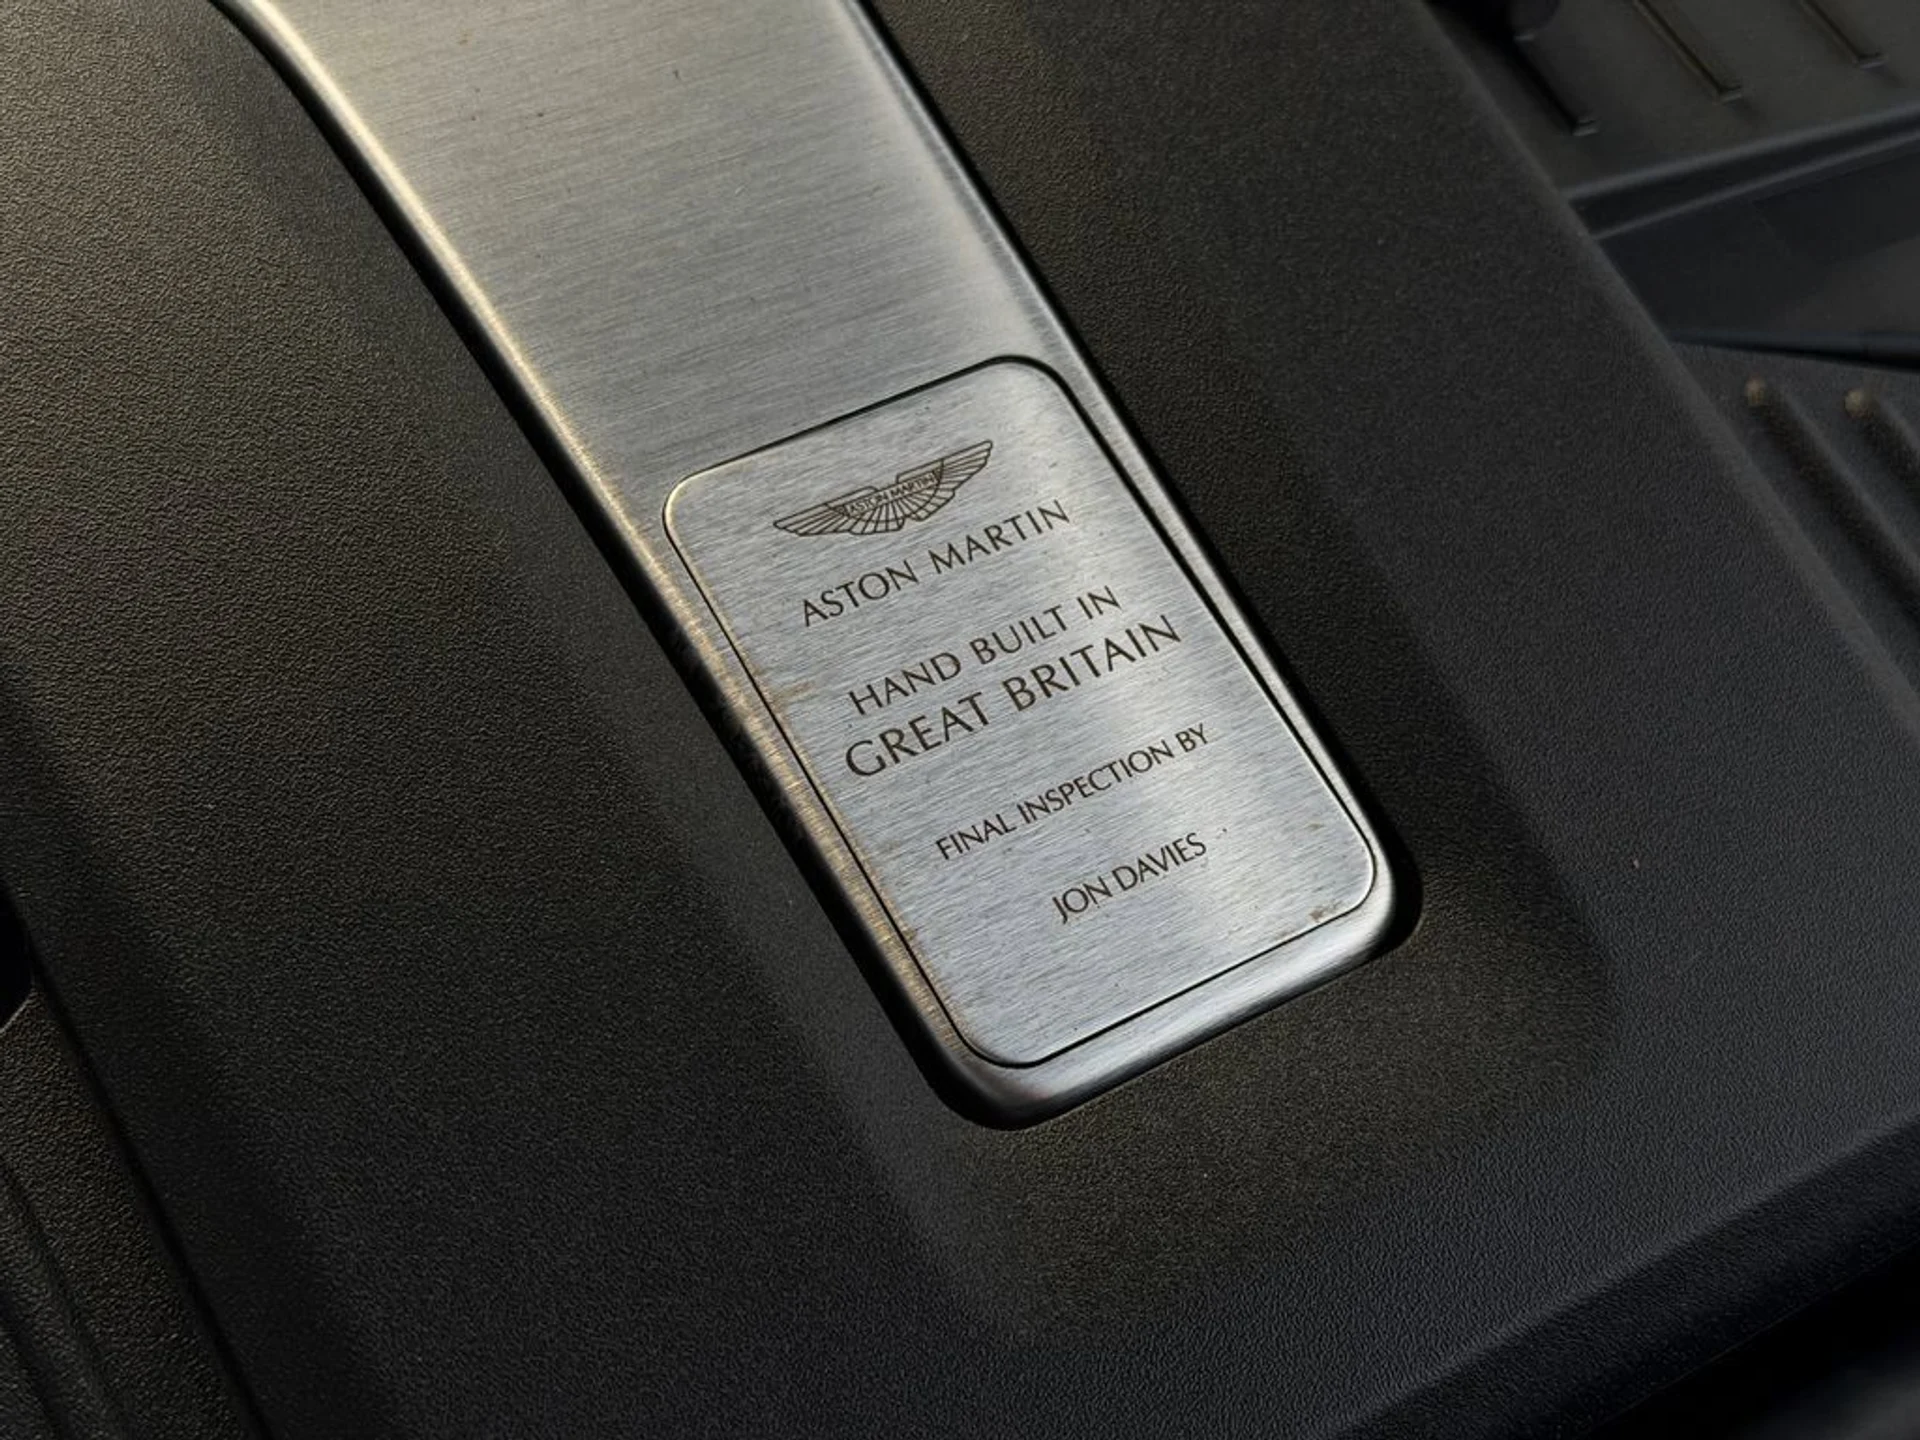 ASTON MARTIN
ASTON MARTIN
HAND BUILT IN
GREAT BRITAIN
FINAL INSPECTION BY
JON DAVIES